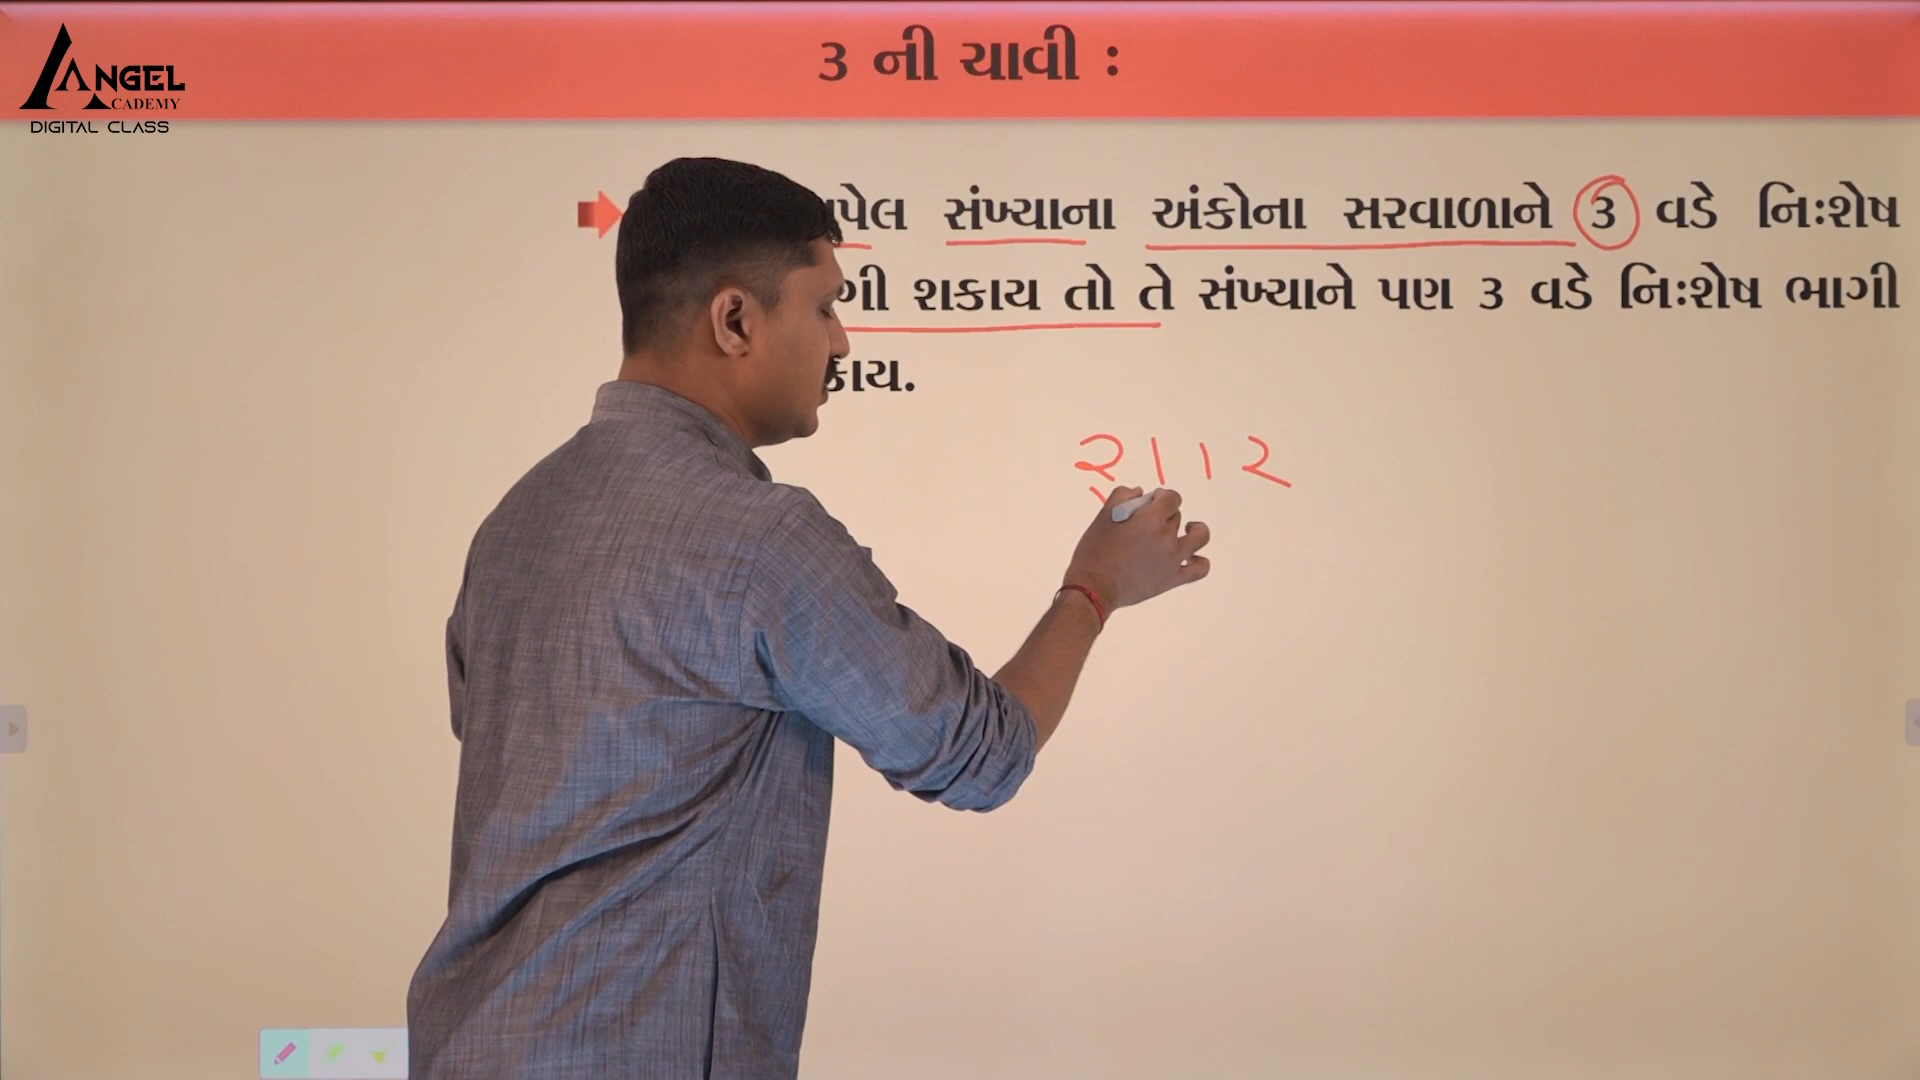 ANGEL
ACADEMY
DIGITAL CLASS
૩ ની ચાવી :
સંખ્યાના અંકોના સરવાળાને ૩ વડે નિઃશેષ
શકાય તો તે સંખ્યાને પણ ૩ વડે નિઃશેષ ભાગી
૨૧૧૨